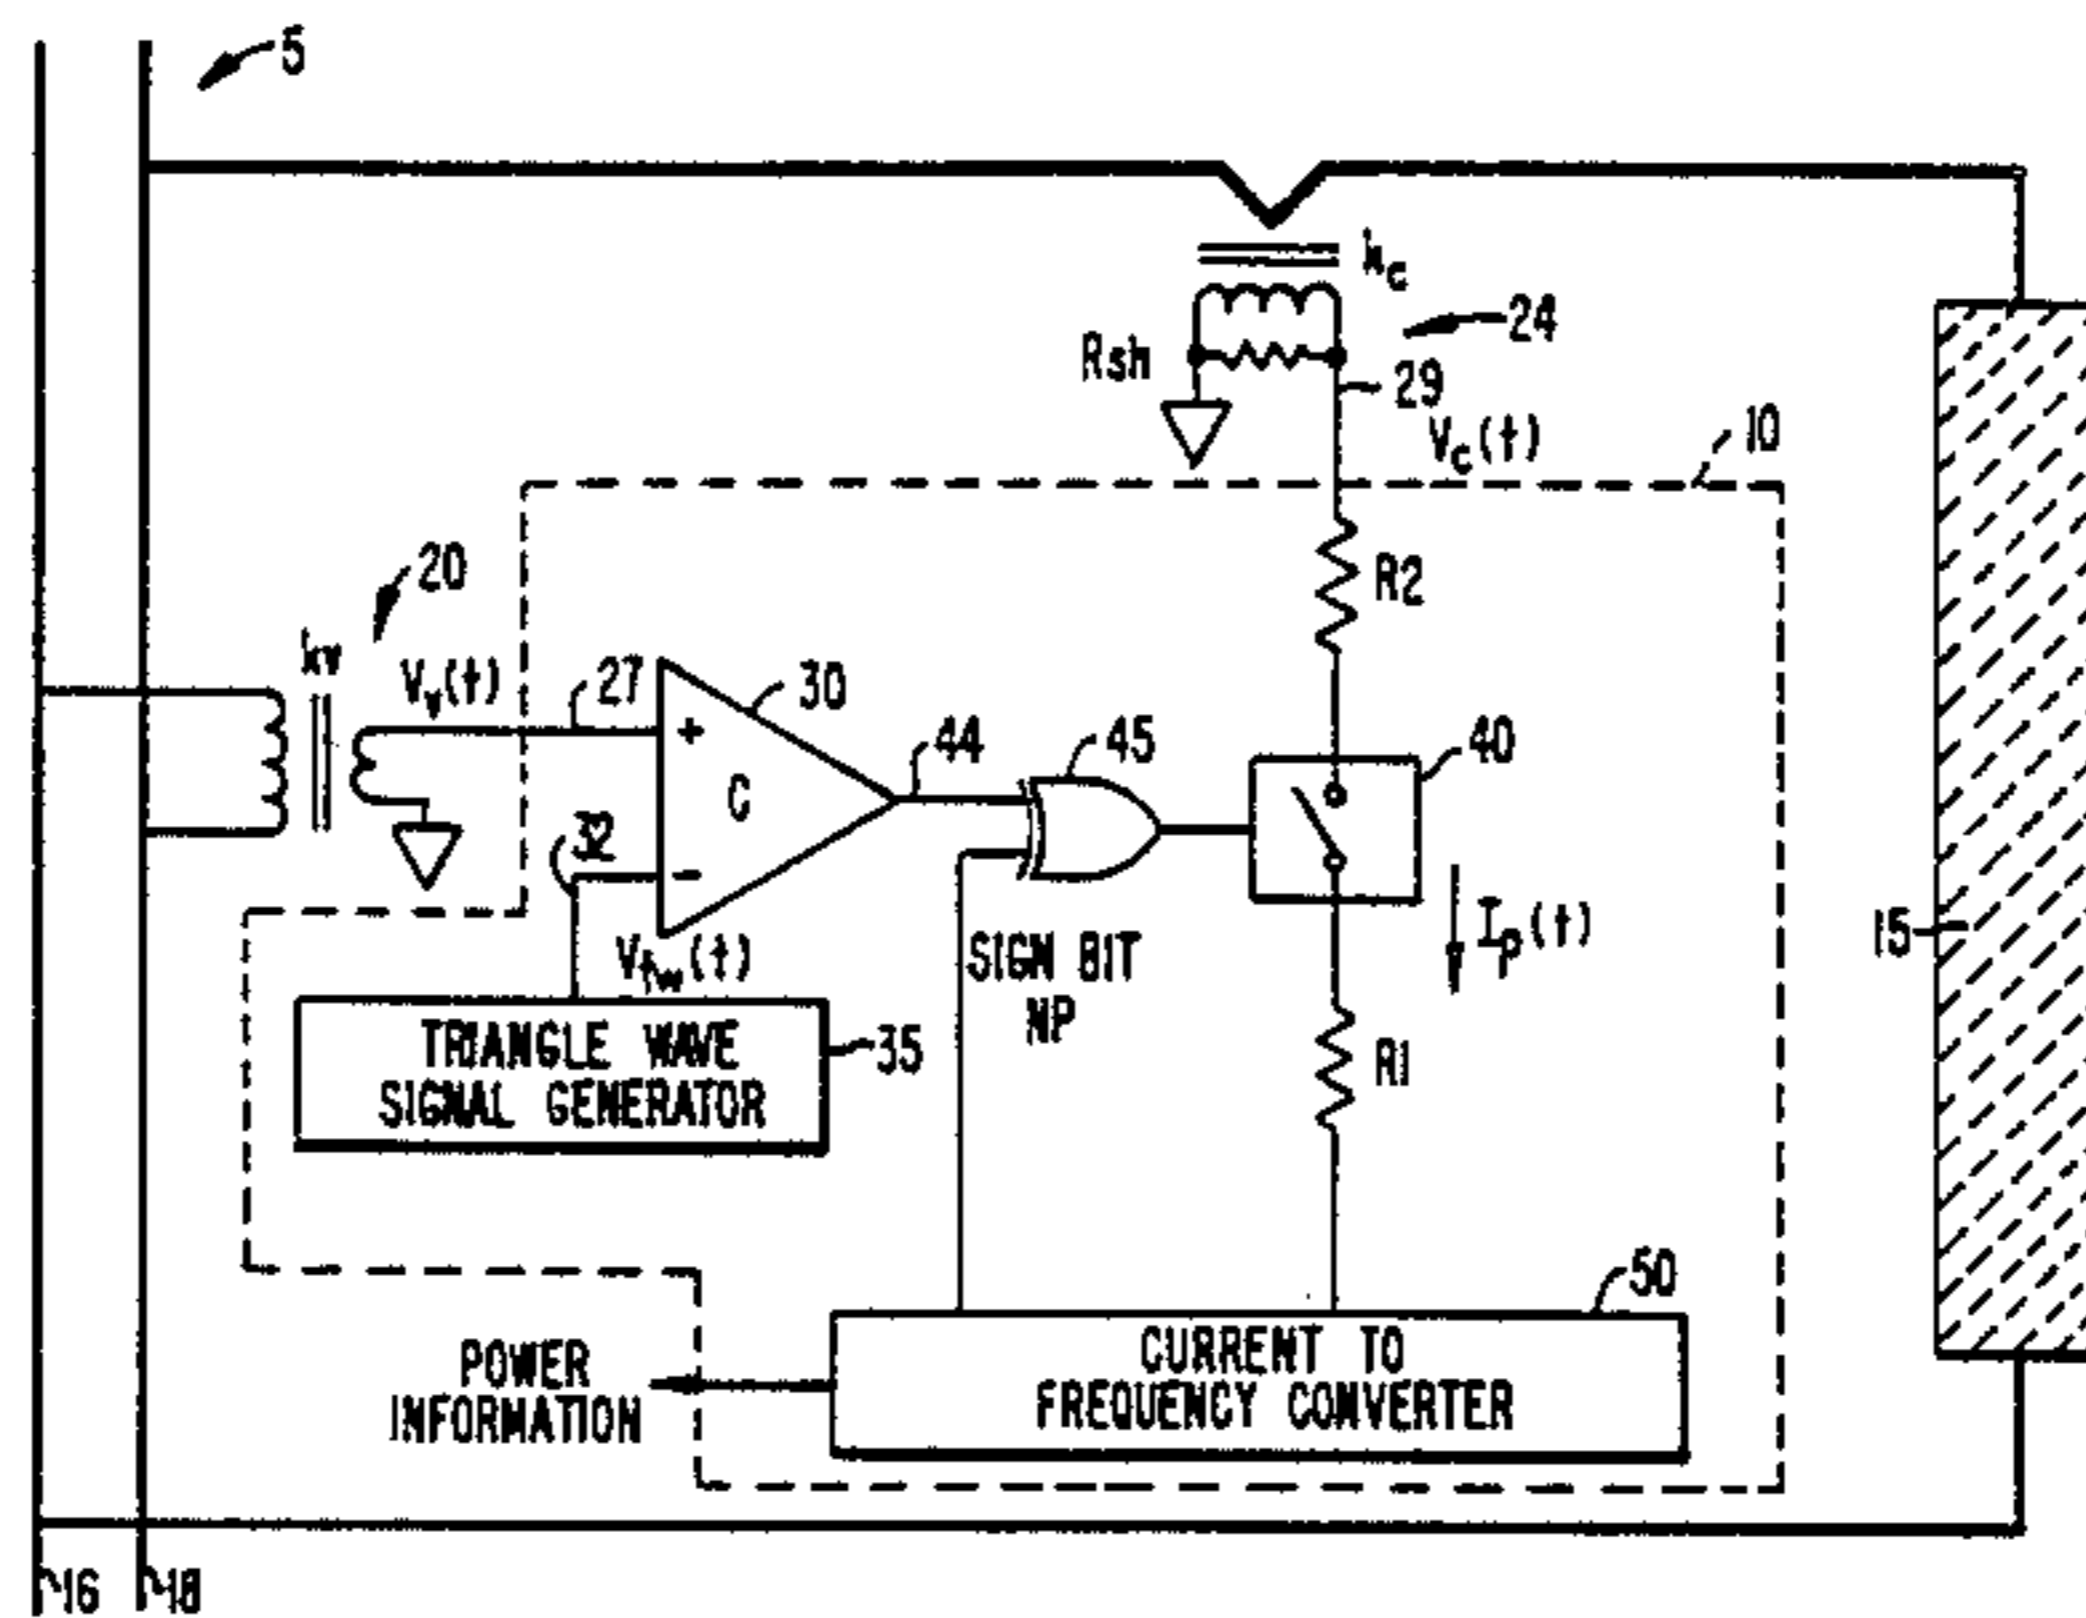 5
kc
24
Rsh
29
Vc(t)
10
20
R2
kv
Vv(t)
27
30
+
44
45
40
C
32
-
Ip(t)
15
Vtw(t)
SIGN BIT
NP
TRIANGLE WAVE
SIGNAL GENERATOR
35
R1
50
CURRENT TO
FREQUENCY CONVERTER
POWER
INFORMATION
16
18